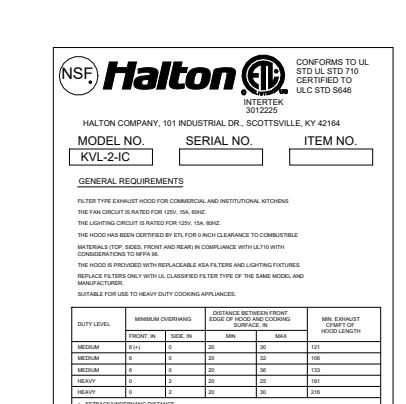 NSF
Halton
ETL
INTERTEK
3012225
CONFORMS TO UL
STD UL STD 710
CERTIFIED TO
ULC STD S646
HALTON COMPANY, 101 INDUSTRIAL DR., SCOTTSVILLE, KY 42164
MODEL NO. SERIAL NO. ITEM NO.
KVL-2-IC
GENERAL REQUIREMENTS
FILTER TYPE EXHAUST HOOD FOR COMMERCIAL AND INSTITUTIONAL KITCHENS
THE FAN CIRCUIT IS RATED FOR 125V, 15A, 60HZ.
THE LIGHTING CIRCUIT IS RATED FOR 125V, 15A, 60HZ.
THE HOOD HAS BEEN CERTIFIED BY ETL FOR 0 INCH CLEARANCE TO COMBUSTIBLE
MATERIALS (TOP, SIDES, FRONT AND REAR) IN COMPLIANCE WITH UL710 WITH
CONSIDERATIONS TO NFPA 96.
THE HOOD IS PROVIDED WITH REPLACEABLE KSA FILTERS AND LIGHTING FIXTURES
REPLACE FILTERS ONLY WITH UL CLASSIFIED FILTER TYPE OF THE SAME MODEL AND
MANUFACTURER.
SUITABLE FOR USE TO HEAVY DUTY COOKING APPLIANCES.
DUTY LEVEL MINIMUM OVERHANG DISTANCE BETWEEN FRONT EDGE OF HOOD AND COOKING SURFACE, IN MIN. EXHAUST CFM/FT OF HOOD LENGTH
FRONT, IN SIDE, IN MIN MAX
MEDIUM 6 (+) 0 20 30 121
MEDIUM 6 0 20 32 106
MEDIUM 6 0 20 36 133
HEAVY 0 2 20 25 191
HEAVY 0 2 20 30 216